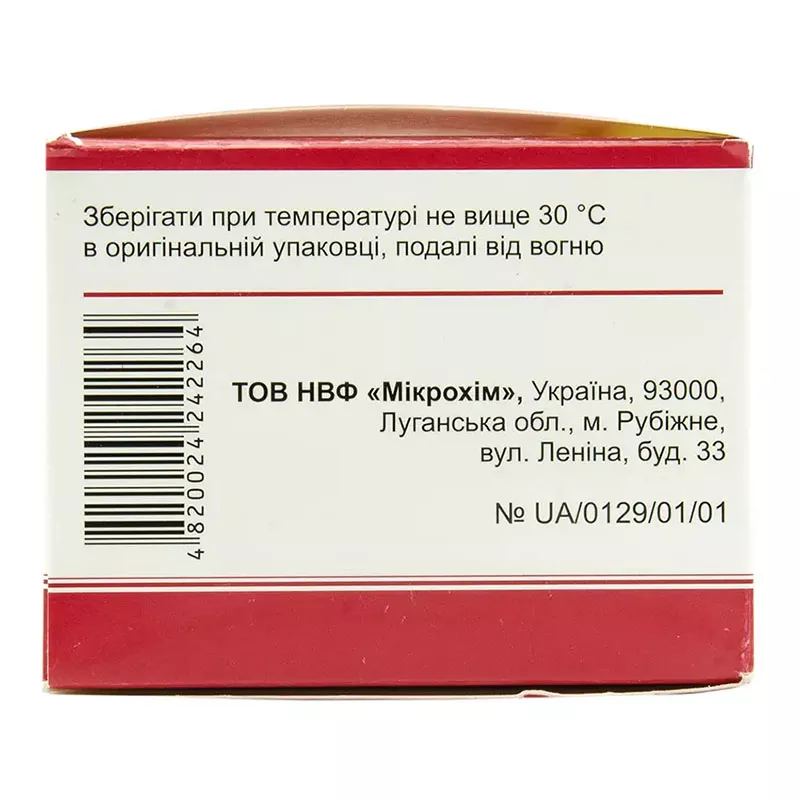 Зберігати при температурі не вище 30 °С
в оригінальній упаковці, подалі від вогню
4 820024 242264
ТОВ НВФ «Мікрохім», Україна, 93000,
Луганська обл., м. Рубіжне,
вул. Леніна, буд. 33
№ UA/0129/01/01